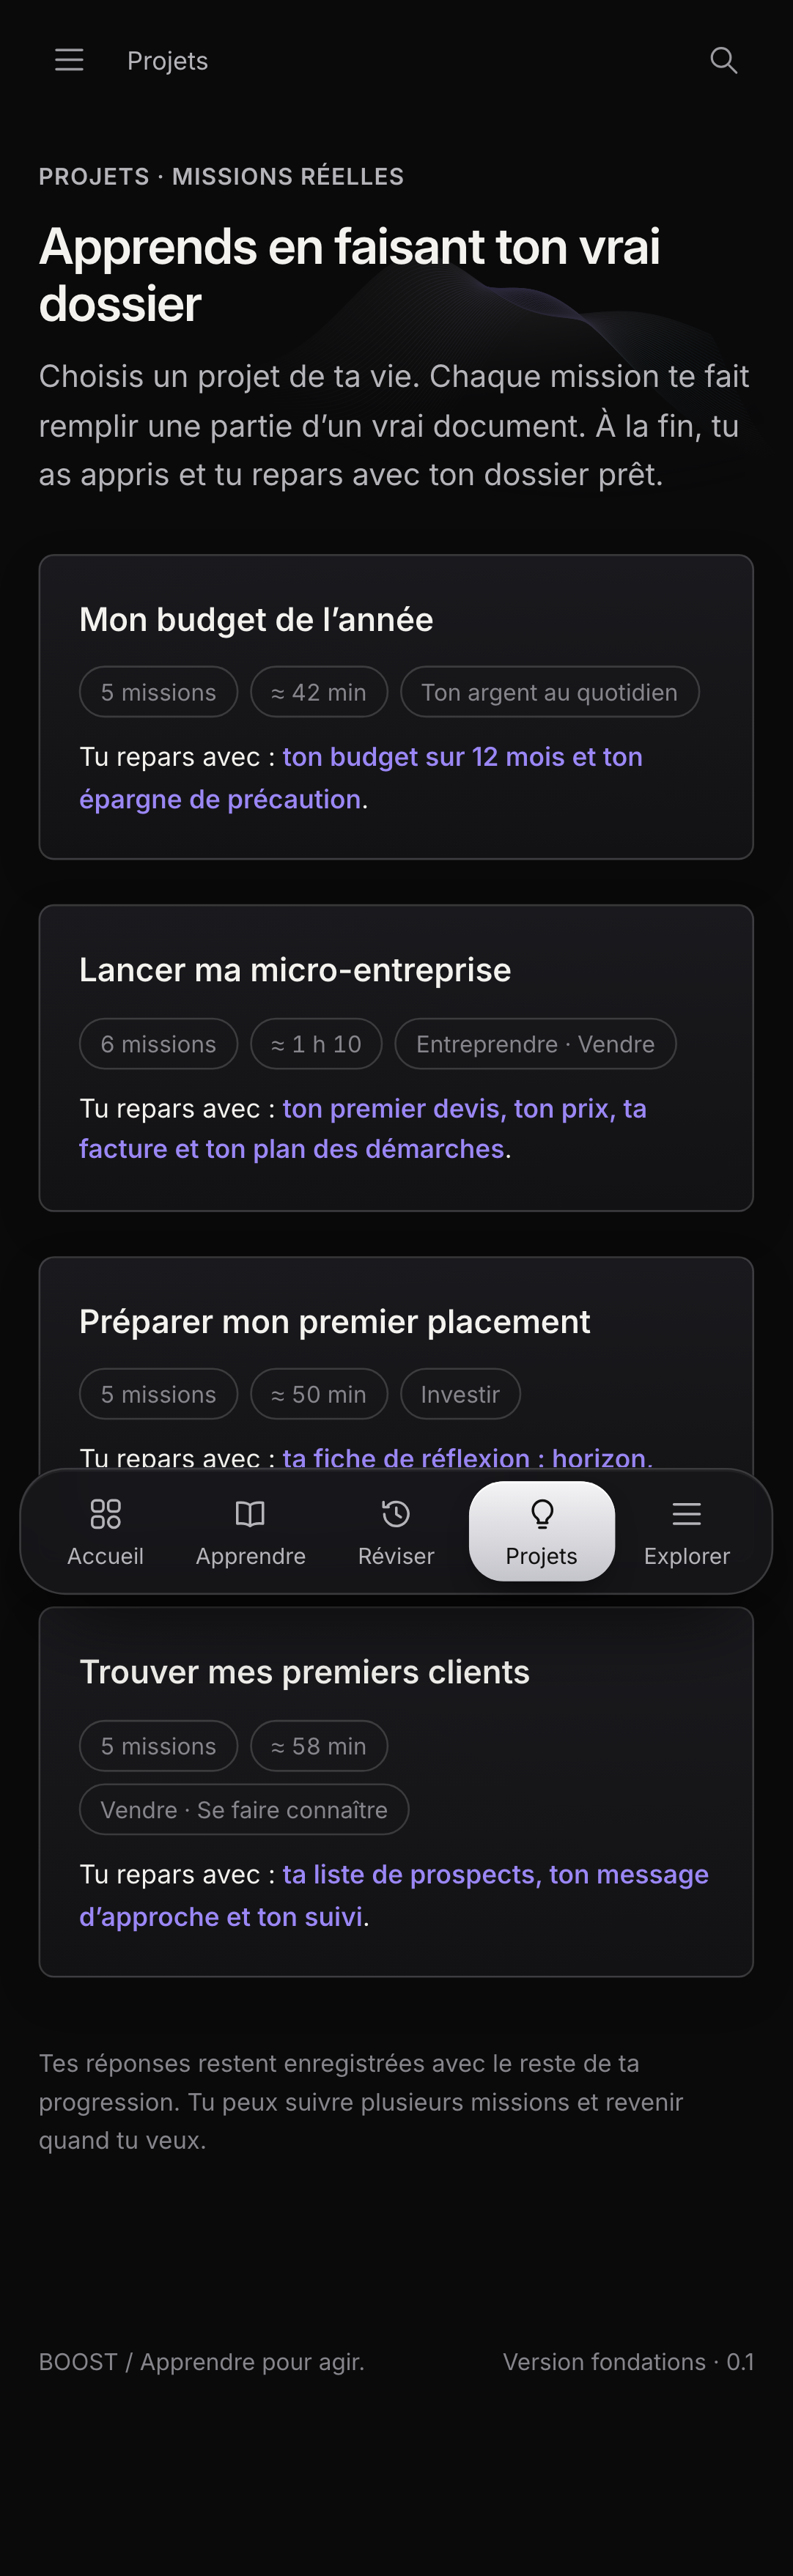 Projets
PROJETS · MISSIONS RÉELLES
Apprends en faisant ton vrai
dossier
Choisis un projet de ta vie. Chaque mission te fait
remplir une partie d’un vrai document. À la fin, tu
as appris et tu repars avec ton dossier prêt.
Mon budget de l’année
5 missions
≈ 42 min
Ton argent au quotidien
Tu repars avec : ton budget sur 12 mois et ton
épargne de précaution.
Lancer ma micro-entreprise
6 missions
≈ 1 h 10
Entreprendre · Vendre
Tu repars avec : ton premier devis, ton prix, ta
facture et ton plan des démarches.
Préparer mon premier placement
5 missions
≈ 50 min
Investir
Tu repars avec : ta fiche de réflexion : horizon,
Accueil
Apprendre
Réviser
Projets
Explorer
Trouver mes premiers clients
5 missions
≈ 58 min
Vendre · Se faire connaître
Tu repars avec : ta liste de prospects, ton message
d’approche et ton suivi.
Tes réponses restent enregistrées avec le reste de ta
progression. Tu peux suivre plusieurs missions et revenir
quand tu veux.
BOOST / Apprendre pour agir.
Version fondations · 0.1